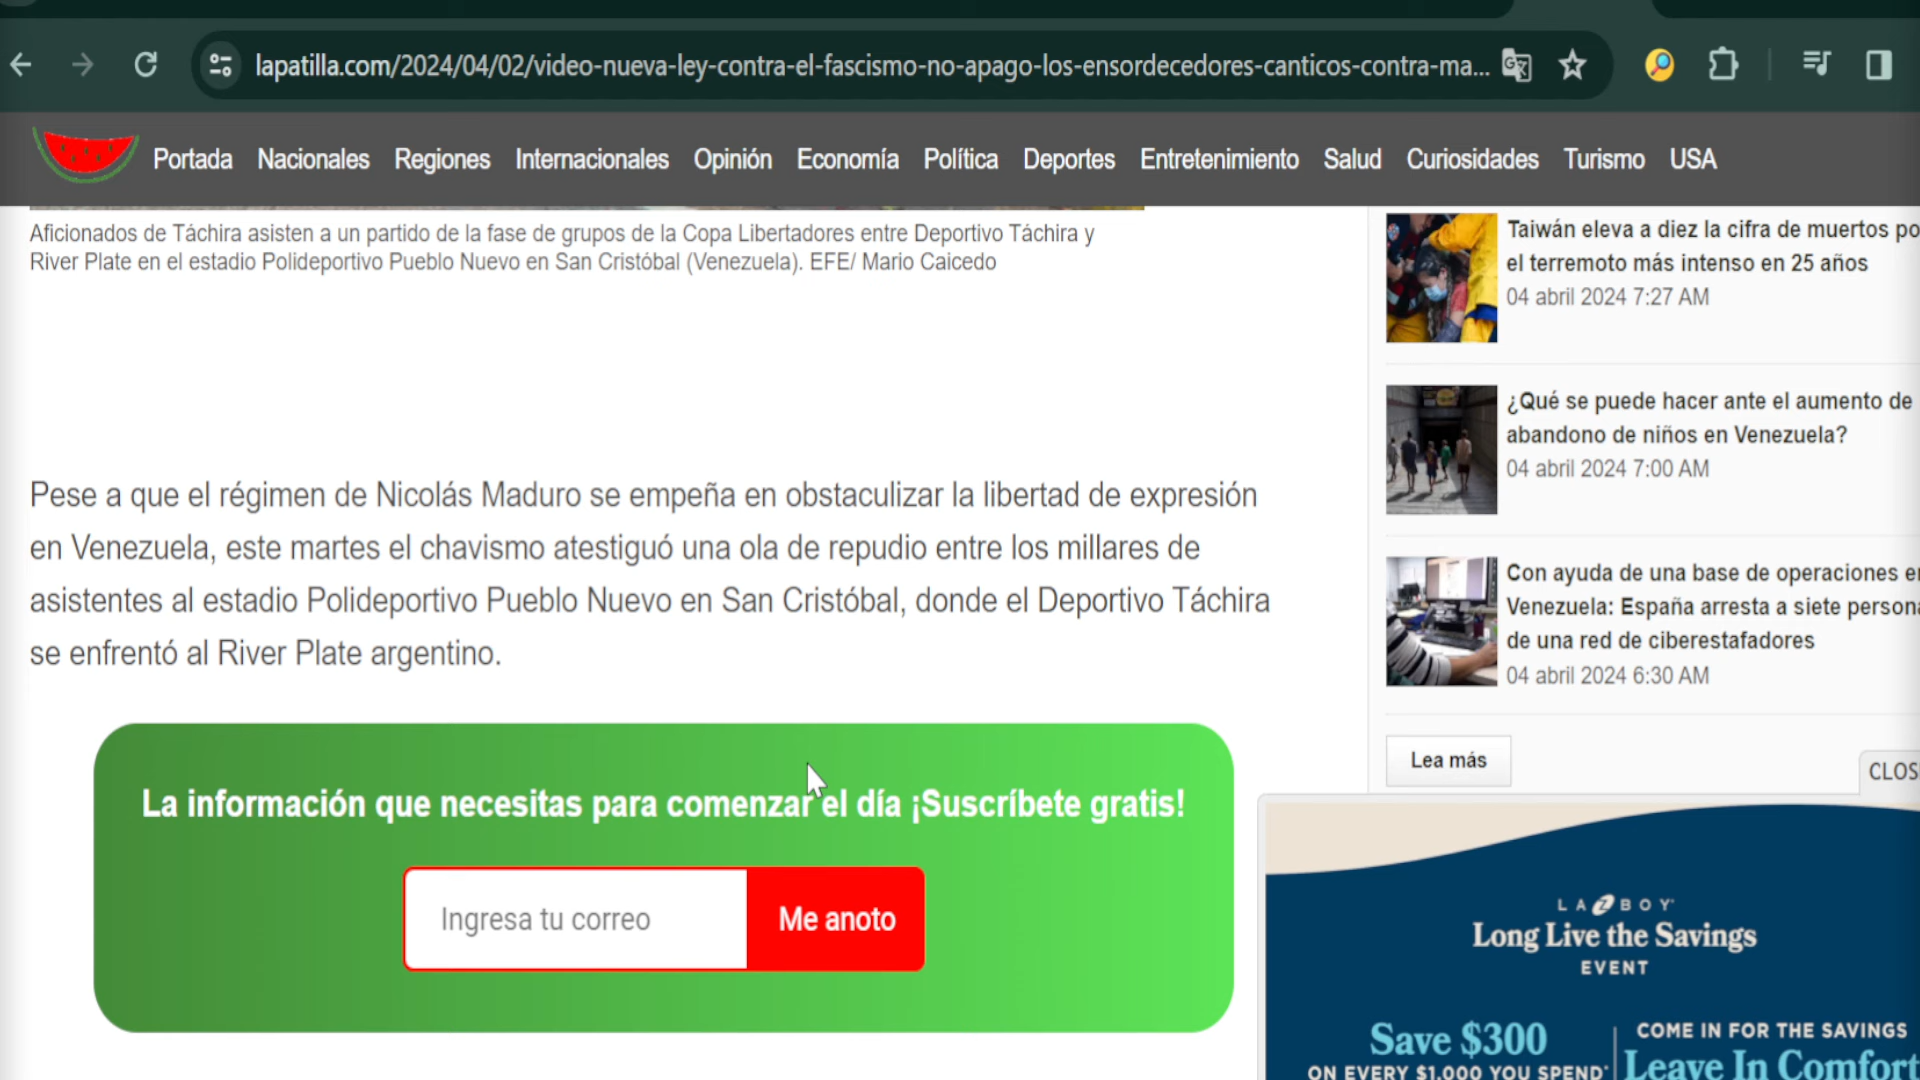 lapatilla.com/2024/04/02/video-nueva-ley-contra-el-fascismo-no-apago-los-ensordecedores-canticos-contra-ma...
Portada Nacionales Regiones Internacionales Opinión Economía Política Deportes Entretenimiento Salud Curiosidades Turismo USA
Aficionados de Táchira asisten a un partido de la fase de grupos de la Copa Libertadores entre Deportivo Táchira y
River Plate en el estadio Polideportivo Pueblo Nuevo en San Cristóbal (Venezuela). EFE/ Mario Caicedo
Pese a que el régimen de Nicolás Maduro se empeña en obstaculizar la libertad de expresión
en Venezuela, este martes el chavismo atestiguó una ola de repudio entre los millares de
asistentes al estadio Polideportivo Pueblo Nuevo en San Cristóbal, donde el Deportivo Táchira
se enfrentó al River Plate argentino.
La información que necesitas para comenzar el día ¡Suscríbete gratis!
Ingresa tu correo
Me anoto
Taiwán eleva a diez la cifra de muertos po
el terremoto más intenso en 25 años
04 abril 2024 7:27 AM
¿Qué se puede hacer ante el aumento de
abandono de niños en Venezuela?
04 abril 2024 7:00 AM
Con ayuda de una base de operaciones en
Venezuela: España arresta a siete persona
de una red de ciberestafadores
04 abril 2024 6:30 AM
Lea más
CLOS
LA Z BOY
Long Live the Savings
EVENT
Save $300
ON EVERY $1,000 YOU SPEND*
COME IN FOR THE SAVINGS
Leave In Comfort